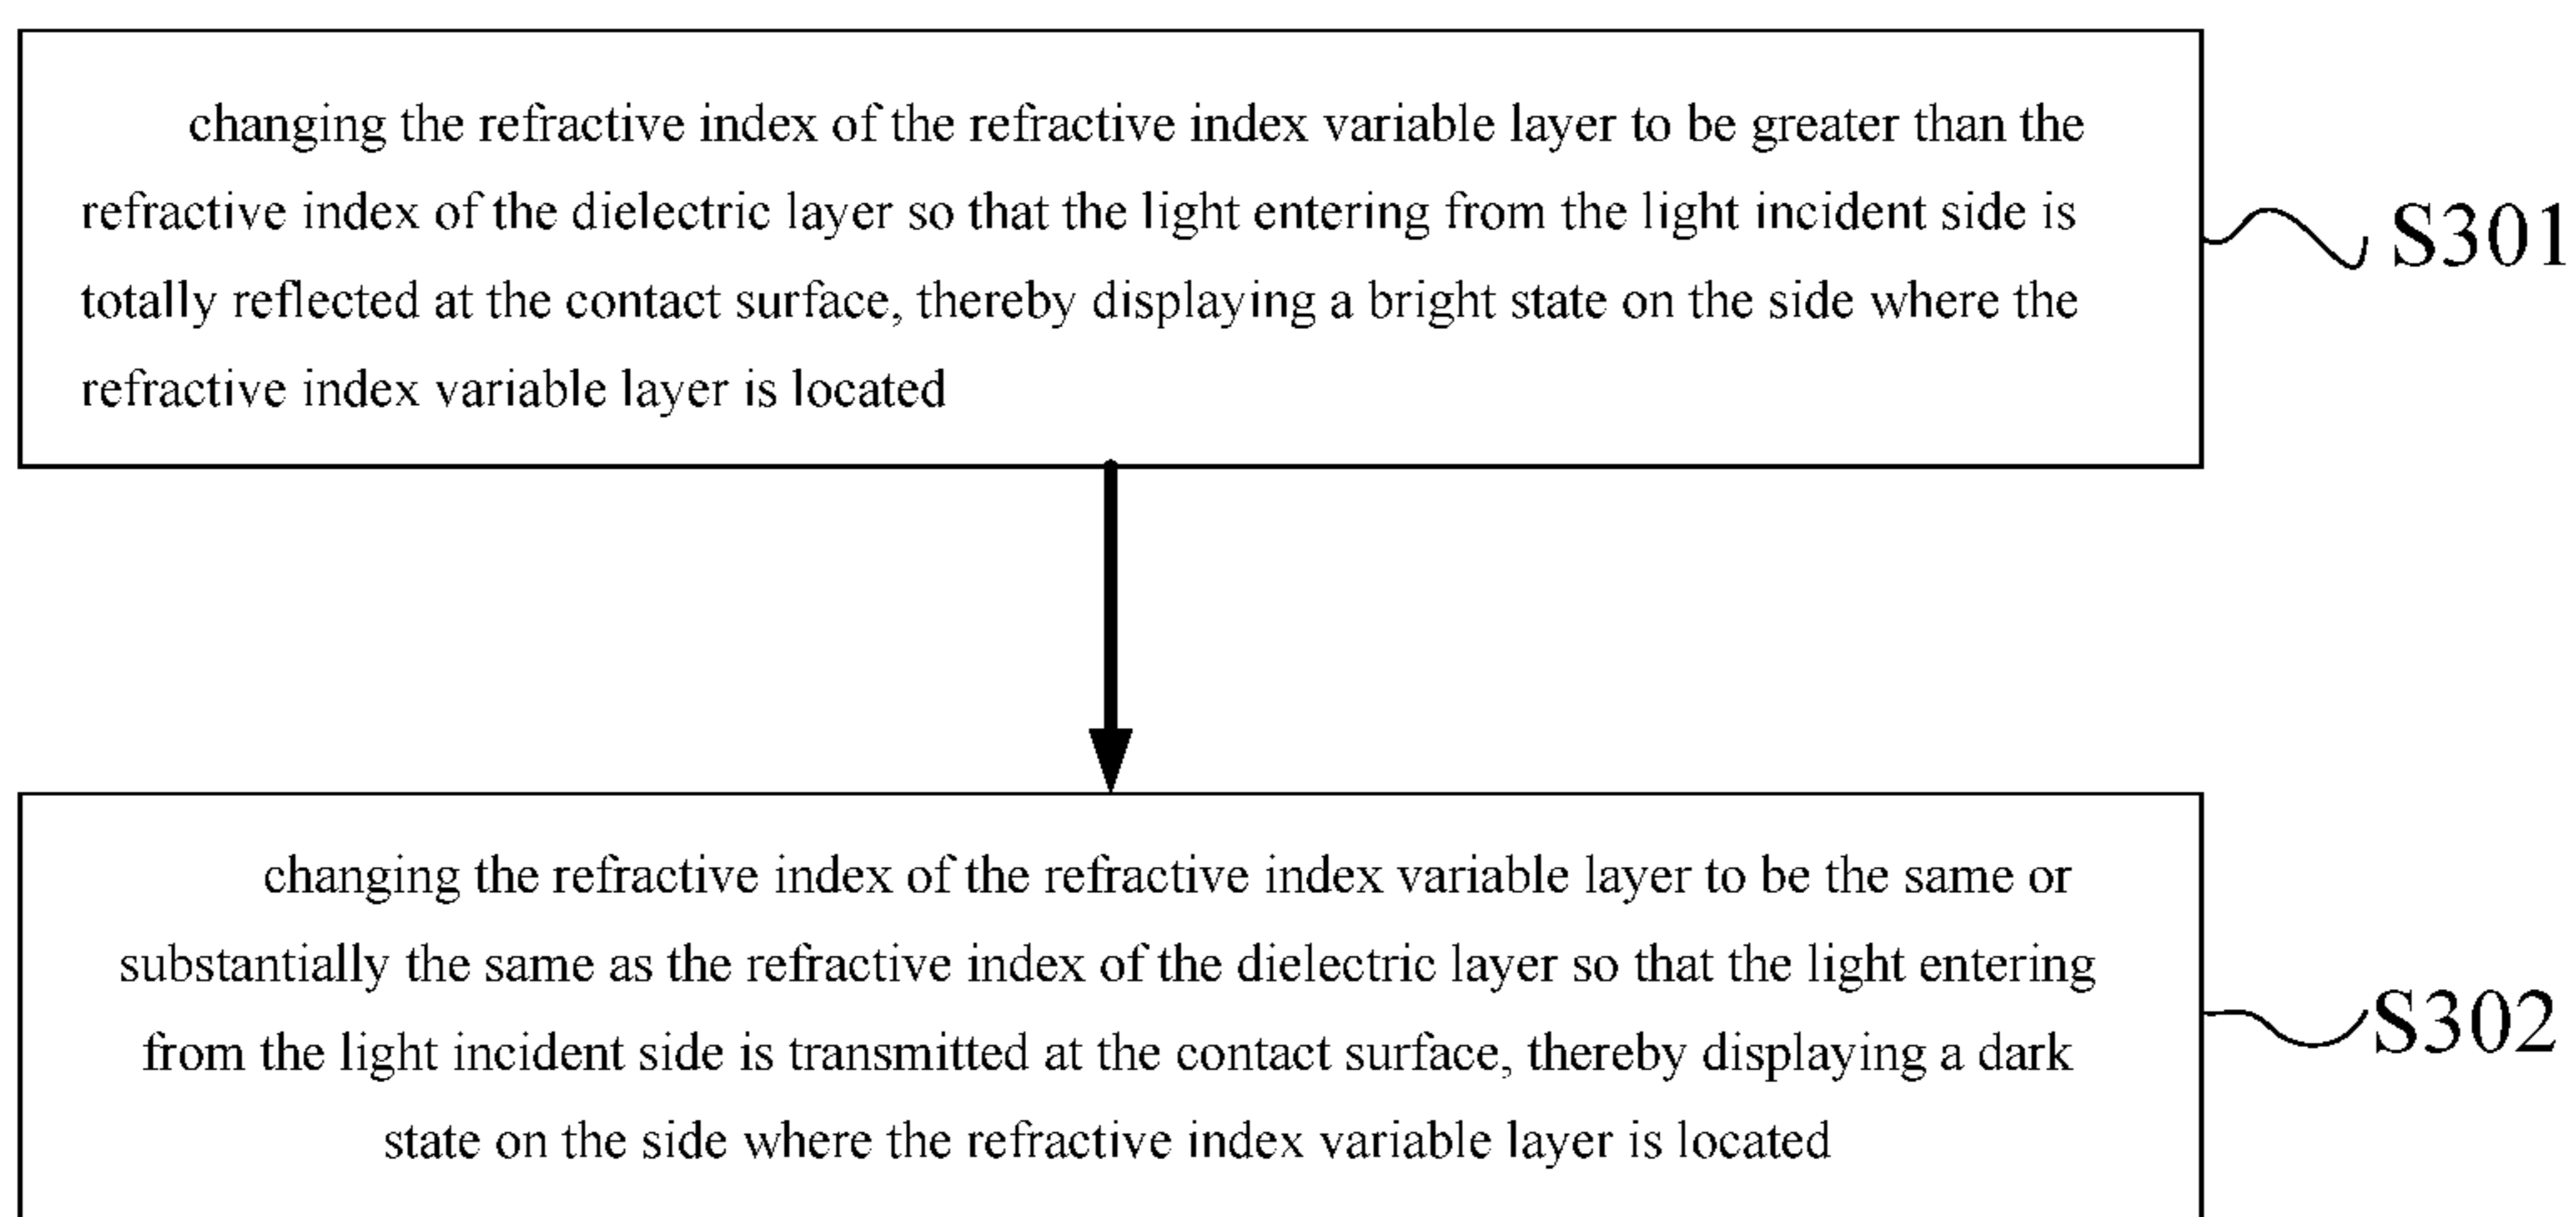 changing the refractive index of the refractive index variable layer to be greater than the
refractive index of the dielectric layer so that the light entering from the light incident side is
totally reflected at the contact surface, thereby displaying a bright state on the side where the
refractive index variable layer is located
S301
changing the refractive index of the refractive index variable layer to be the same or
substantially the same as the refractive index of the dielectric layer so that the light entering
from the light incident side is transmitted at the contact surface, thereby displaying a dark
state on the side where the refractive index variable layer is located
S302